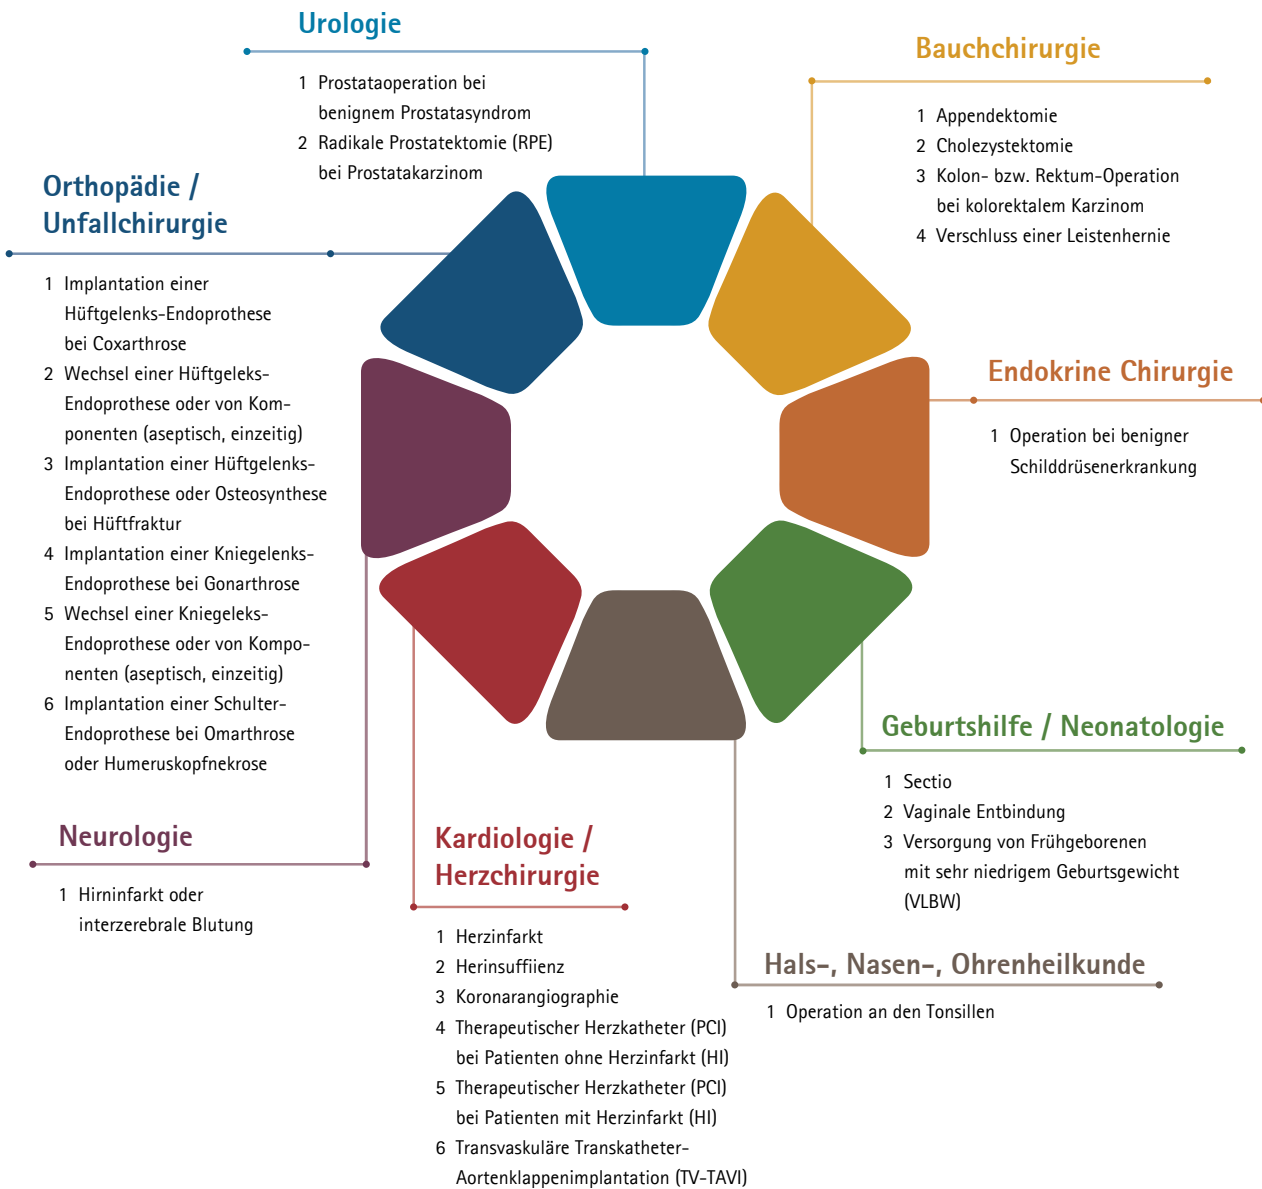 Urologie
1 Prostataoperation bei
benignem Prostatasyndrom
2 Radikale Prostatektomie (RPE)
bei Prostatakarzinom
Bauchchirurgie
1 Appendektomie
2 Cholezystektomie
3 Kolon- bzw. Rektum-Operation
bei kolorektalem Karzinom
4 Verschluss einer Leistenhernie
Orthopädie /
Unfallchirurgie
1 Implantation einer
Hüftgelenks-Endoprothese
bei Coxarthrose
2 Wechsel einer Hüftgeleks-
Endoprothese oder von Kom-
ponenten (aseptisch, einzeitig)
3 Implantation einer Hüftgelenks-
Endoprothese oder Osteosynthese
bei Hüftfraktur
4 Implantation einer Kniegelenks-
Endoprothese bei Gonarthrose
5 Wechsel einer Kniegeleks-
Endoprothese oder von Kompo-
nenten (aseptisch, einzeitig)
6 Implantation einer Schulter-
Endoprothese bei Omarthrose
oder Humeruskopfnekrose
Endokrine Chirurgie
1 Operation bei benigner
Schilddrüsenerkrankung
Geburtshilfe / Neonatologie
1 Sectio
2 Vaginale Entbindung
3 Versorgung von Frühgeborenen
mit sehr niedrigem Geburtsgewicht
(VLBW)
Neurologie
1 Hirninfarkt oder
interzerebrale Blutung
Kardiologie /
Herzchirurgie
1 Herzinfarkt
2 Herinsuffiienz
3 Koronarangiographie
4 Therapeutischer Herzkatheter (PCI)
bei Patienten ohne Herzinfarkt (HI)
5 Therapeutischer Herzkatheter (PCI)
bei Patienten mit Herzinfarkt (HI)
6 Transvaskuläre Transkatheter-
Aortenklappenimplantation (TV-TAVI)
Hals-, Nasen-, Ohrenheilkunde
1 Operation an den Tonsillen